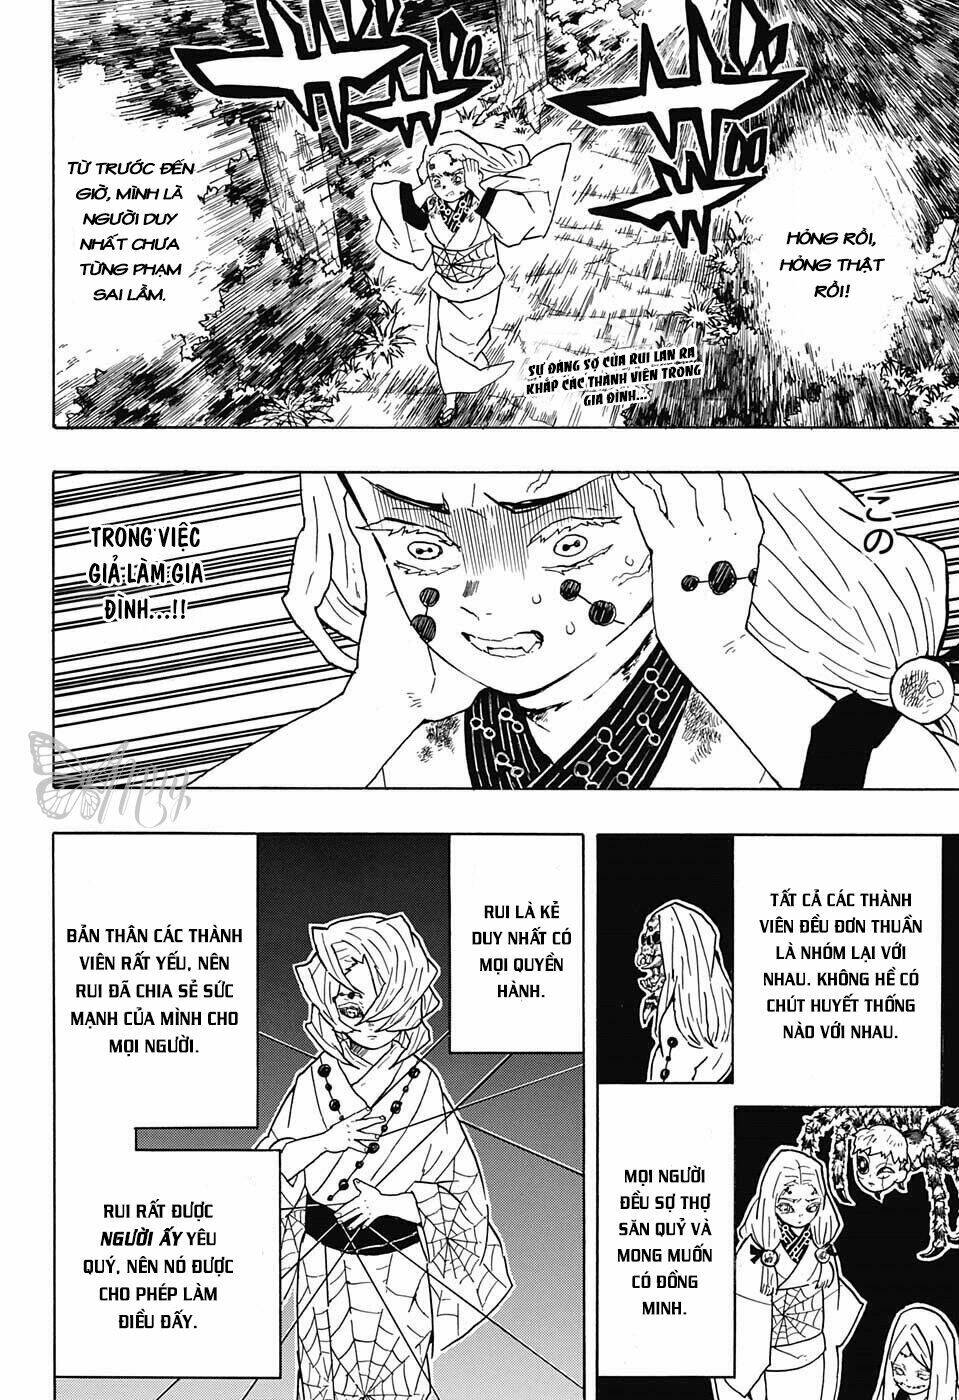 HỎNG RỒI,
HỎNG THẬT
RỒI!
TỪ TRƯỚC ĐẾN
GIỜ, MÌNH LÀ
NGƯỜI DUY
NHẤT CHƯA
TỪNG PHẠM
SAI LẦM.
SỰ ĐÁNG SỢ CỦA RUI LAN RA
KHẮP CÁC THÀNH VIÊN TRONG
GIA ĐÌNH...
この
TRONG VIỆC
GIẢ LÀM GIA
ĐÌNH...!!
TẤT CẢ CÁC THÀNH
VIÊN ĐỀU ĐƠN THUẦN
LÀ NHÓM LẠI VỚI
NHAU. KHÔNG HỀ CÓ
CHÚT HUYẾT THỐNG
NÀO VỚI NHAU.
MỌI NGƯỜI
ĐỀU SỢ THỢ
SĂN QUỶ VÀ
MONG MUỐN
CÓ ĐỒNG
MINH.
RUI LÀ KẺ
DUY NHẤT CÓ
MỌI QUYỀN
HÀNH.
BẢN THÂN CÁC THÀNH
VIÊN RẤT YẾU, NÊN
RUI ĐÃ CHIA SẺ SỨC
MẠNH CỦA MÌNH CHO
MỌI NGƯỜI.
RUI RẤT ĐƯỢC
NGƯỜI ẤY YÊU
QUÝ, NÊN NÓ ĐƯỢC
CHO PHÉP LÀM
ĐIỀU ĐẤY.